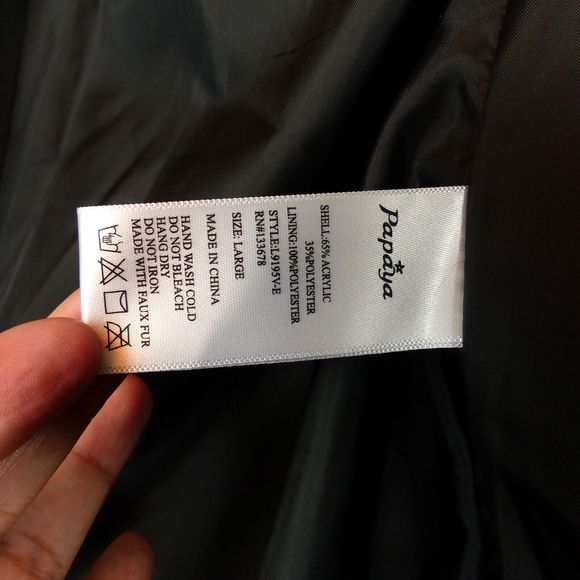 Papaya
SHELL:65% ACRYLIC
35%POLYESTER
LINING:100%POLYESTER
STYLE:L9195V-E
RN#133678
SIZE: LARGE
MADE IN CHINA
HAND WASH COLD
DO NOT BLEACH
HANG DRY
DO NOT IRON
MADE WITH FAUX FUR